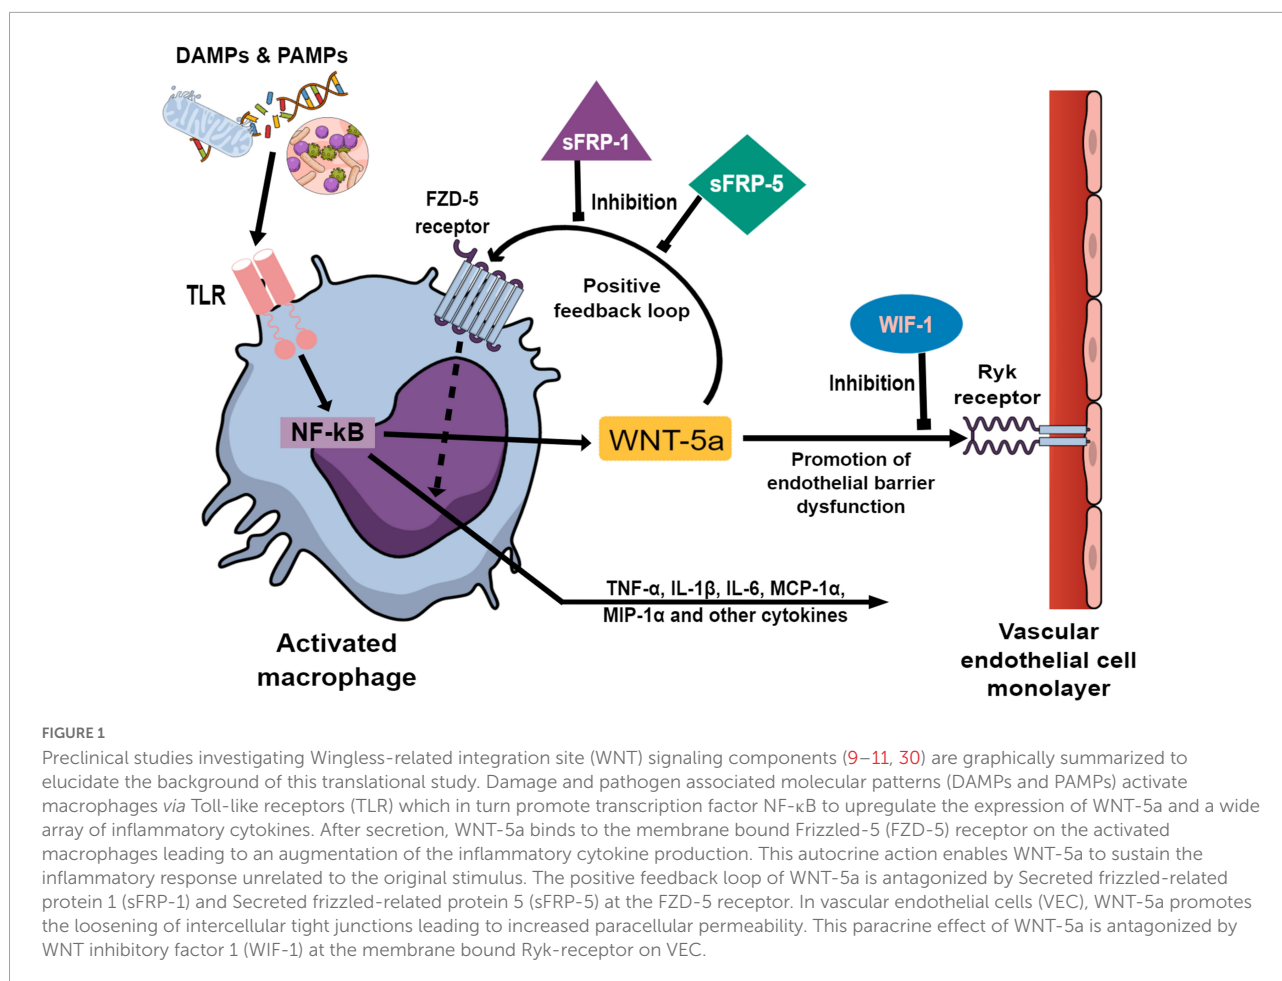 DAMPs & PAMPs
sFRP-1
sFRP-5
Inhibition
FZD-5
receptor
TLR
Positive
feedback loop
WIF-1
Inhibition
Ryk
receptor
NF-kB
WNT-5a
Promotion of
endothelial barrier
dysfunction
TNF-α, IL-1β, IL-6, MCP-1α,
MIP-1α and other cytokines
Activated
macrophage
Vascular
endothelial cell
monolayer
FIGURE 1
Preclinical studies investigating Wingless-related integration site (WNT) signaling components (9–11, 30) are graphically summarized to
elucidate the background of this translational study. Damage and pathogen associated molecular patterns (DAMPs and PAMPs) activate
macrophages via Toll-like receptors (TLR) which in turn promote transcription factor NF-κB to upregulate the expression of WNT-5a and a wide
array of inflammatory cytokines. After secretion, WNT-5a binds to the membrane bound Frizzled-5 (FZD-5) receptor on the activated
macrophages leading to an augmentation of the inflammatory cytokine production. This autocrine action enables WNT-5a to sustain the
inflammatory response unrelated to the original stimulus. The positive feedback loop of WNT-5a is antagonized by Secreted frizzled-related
protein 1 (sFRP-1) and Secreted frizzled-related protein 5 (sFRP-5) at the FZD-5 receptor. In vascular endothelial cells (VEC), WNT-5a promotes
the loosening of intercellular tight junctions leading to increased paracellular permeability. This paracrine effect of WNT-5a is antagonized by
WNT inhibitory factor 1 (WIF-1) at the membrane bound Ryk-receptor on VEC.